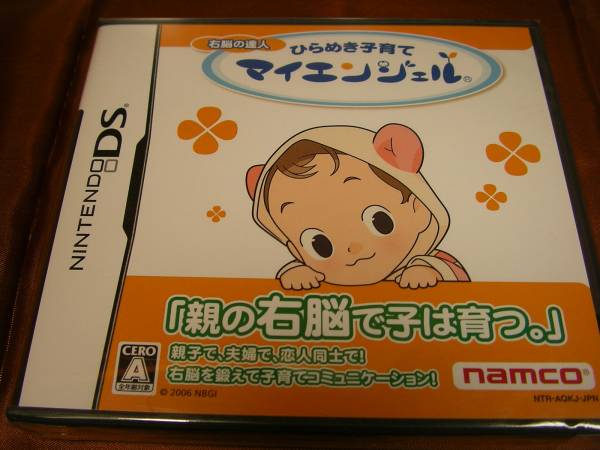 右脳の達人
ひらめき子育て
マイエンジェル®
NINTENDO DS™
「親の右脳で子は育つ。」
親子で、夫婦で、恋人同士で!
右脳を鍛えて子育てコミュニケーション!
CERO
A
全年齢対象
© 2006 NBGI
namco®
NTR-AQKJ-JPN